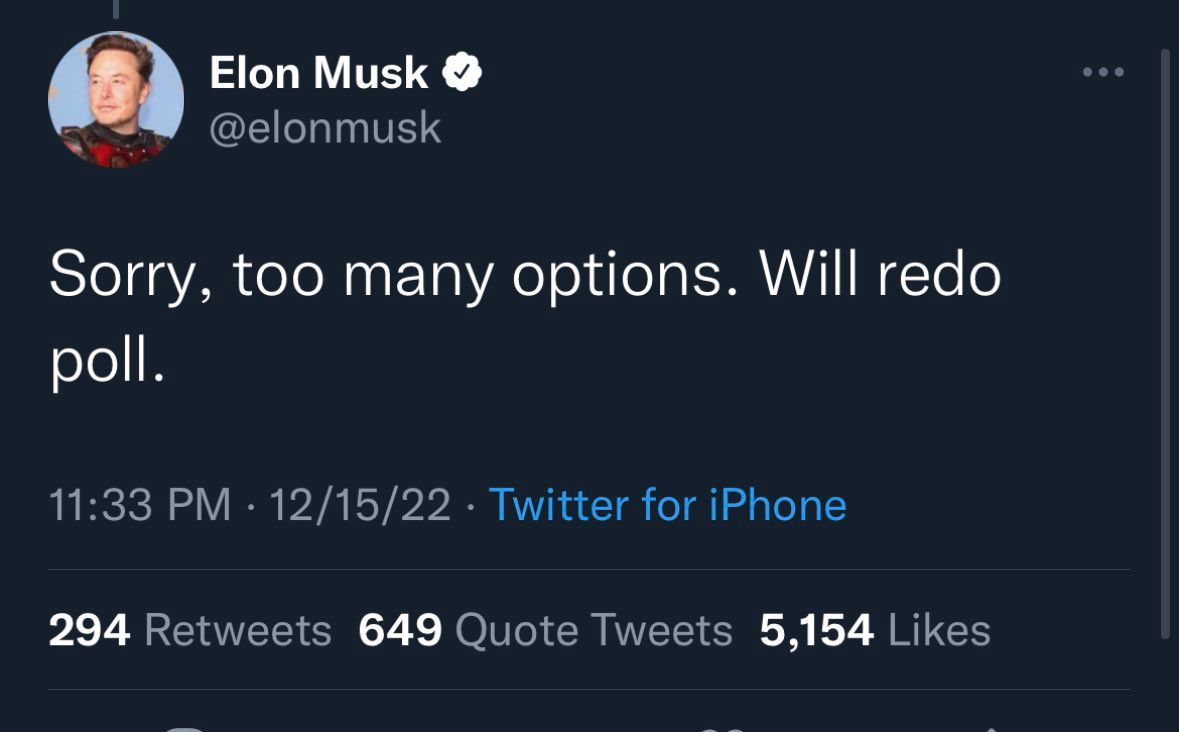 Elon Musk
@elonmusk
Sorry, too many options. Will redo
poll.
11:33 PM · 12/15/22 · Twitter for iPhone
294 Retweets 649 Quote Tweets 5,154 Likes